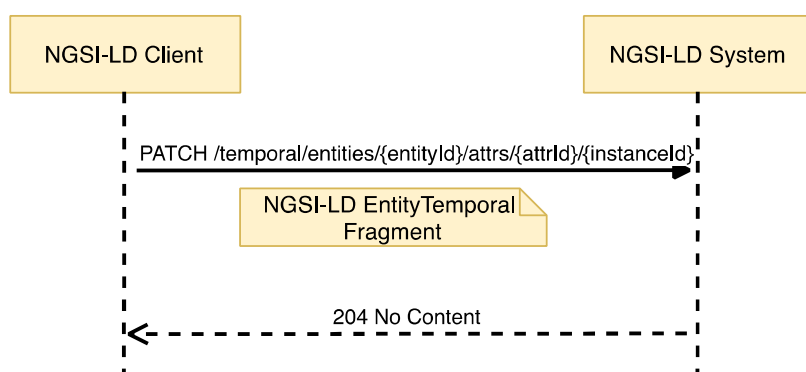 NGSI-LD Client
NGSI-LD System
PATCH /temporal/entities/{entityId}/attrs/{attrId}/{instanceId}
NGSI-LD EntityTemporal
Fragment
204 No Content